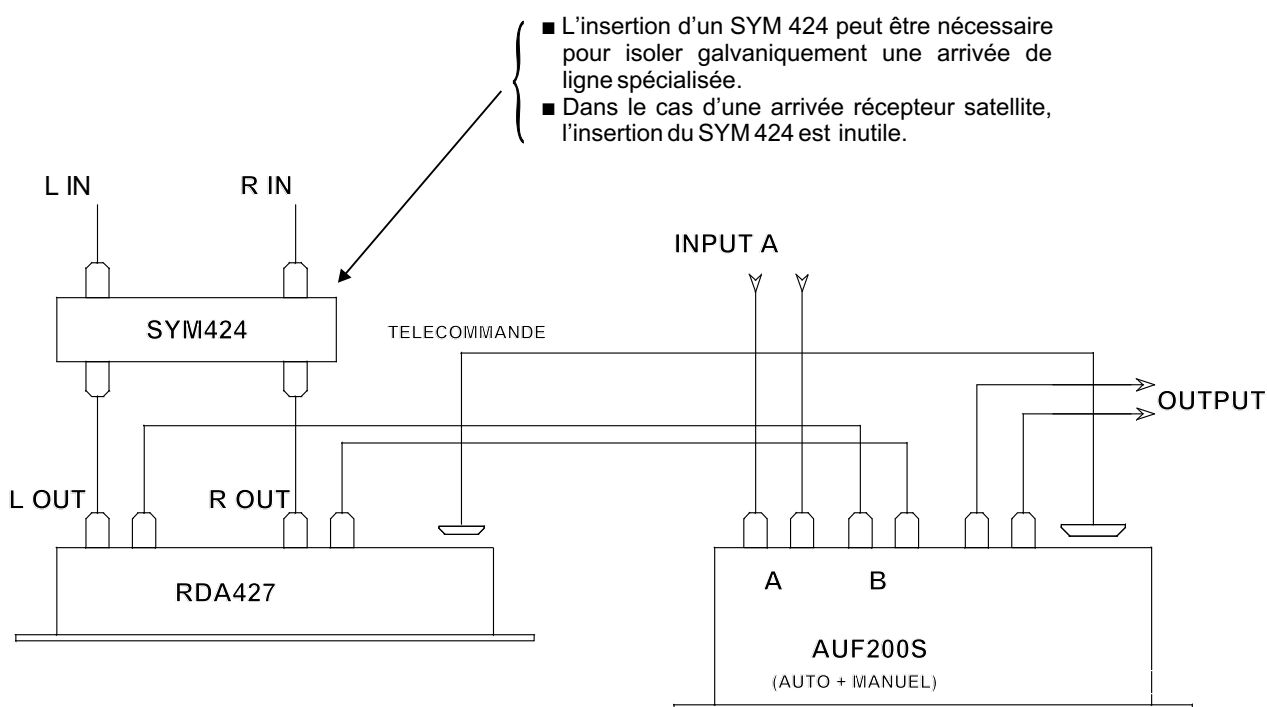 ■ L’insertion d’un SYM 424 peut être nécessaire
pour isoler galvaniquement une arrivée de
ligne spécialisée.
■ Dans le cas d’une arrivée récepteur satellite,
l’insertion du SYM 424 est inutile.
L IN
R IN
INPUT A
SYM424
TELECOMMANDE
OUTPUT
L OUT
R OUT
A
B
RDA427
AUF200S
(AUTO + MANUEL)